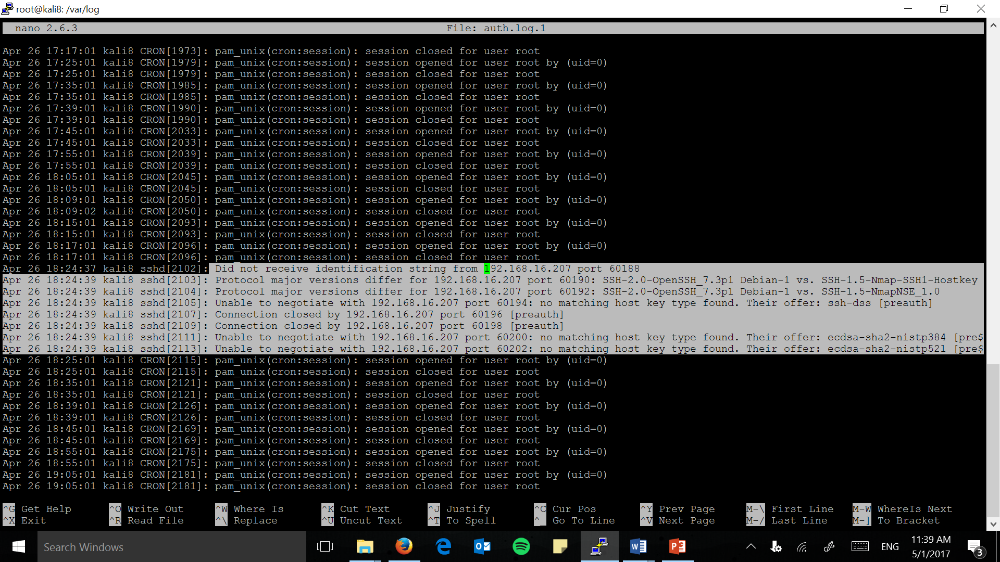 root@kali8: /var/log
nano 2.6.3 File: auth.log.1
Apr 26 17:17:01 kali8 CRON[1973]: pam_unix(cron:session): session closed for user root
Apr 26 17:25:01 kali8 CRON[1979]: pam_unix(cron:session): session opened for user root by (uid=0)
Apr 26 17:25:01 kali8 CRON[1979]: pam_unix(cron:session): session closed for user root
Apr 26 17:35:01 kali8 CRON[1985]: pam_unix(cron:session): session opened for user root by (uid=0)
Apr 26 17:35:01 kali8 CRON[1985]: pam_unix(cron:session): session closed for user root
Apr 26 17:39:01 kali8 CRON[1990]: pam_unix(cron:session): session opened for user root by (uid=0)
Apr 26 17:39:01 kali8 CRON[1990]: pam_unix(cron:session): session closed for user root
Apr 26 17:45:01 kali8 CRON[2033]: pam_unix(cron:session): session opened for user root by (uid=0)
Apr 26 17:45:01 kali8 CRON[2033]: pam_unix(cron:session): session closed for user root
Apr 26 17:55:01 kali8 CRON[2039]: pam_unix(cron:session): session opened for user root by (uid=0)
Apr 26 17:55:01 kali8 CRON[2039]: pam_unix(cron:session): session closed for user root
Apr 26 18:05:01 kali8 CRON[2045]: pam_unix(cron:session): session opened for user root by (uid=0)
Apr 26 18:05:01 kali8 CRON[2045]: pam_unix(cron:session): session closed for user root
Apr 26 18:09:01 kali8 CRON[2050]: pam_unix(cron:session): session opened for user root by (uid=0)
Apr 26 18:09:02 kali8 CRON[2050]: pam_unix(cron:session): session closed for user root
Apr 26 18:15:01 kali8 CRON[2093]: pam_unix(cron:session): session opened for user root by (uid=0)
Apr 26 18:15:01 kali8 CRON[2093]: pam_unix(cron:session): session closed for user root
Apr 26 18:17:01 kali8 CRON[2096]: pam_unix(cron:session): session opened for user root by (uid=0)
Apr 26 18:17:01 kali8 CRON[2096]: pam_unix(cron:session): session closed for user root
Apr 26 18:24:37 kali8 sshd[2102]: Did not receive identification string from 192.168.16.207 port 60188
Apr 26 18:24:39 kali8 sshd[2103]: Protocol major versions differ for 192.168.16.207 port 60190: SSH-2.0-OpenSSH_7.3p1 Debian-1 vs. SSH-1.5-Nmap-SSH1-Hostkey
Apr 26 18:24:39 kali8 sshd[2104]: Protocol major versions differ for 192.168.16.207 port 60192: SSH-2.0-OpenSSH_7.3p1 Debian-1 vs. SSH-1.5-NmapNSE_1.0
Apr 26 18:24:39 kali8 sshd[2105]: Unable to negotiate with 192.168.16.207 port 60194: no matching host key type found. Their offer: ssh-dss [preauth]
Apr 26 18:24:39 kali8 sshd[2107]: Connection closed by 192.168.16.207 port 60196 [preauth]
Apr 26 18:24:39 kali8 sshd[2109]: Connection closed by 192.168.16.207 port 60198 [preauth]
Apr 26 18:24:39 kali8 sshd[2111]: Unable to negotiate with 192.168.16.207 port 60200: no matching host key type found. Their offer: ecdsa-sha2-nistp384 [pre$
Apr 26 18:24:39 kali8 sshd[2113]: Unable to negotiate with 192.168.16.207 port 60202: no matching host key type found. Their offer: ecdsa-sha2-nistp521 [pre$
Apr 26 18:25:01 kali8 CRON[2115]: pam_unix(cron:session): session opened for user root by (uid=0)
Apr 26 18:25:01 kali8 CRON[2115]: pam_unix(cron:session): session closed for user root
Apr 26 18:35:01 kali8 CRON[2121]: pam_unix(cron:session): session opened for user root by (uid=0)
Apr 26 18:35:01 kali8 CRON[2121]: pam_unix(cron:session): session closed for user root
Apr 26 18:39:01 kali8 CRON[2126]: pam_unix(cron:session): session opened for user root by (uid=0)
Apr 26 18:39:01 kali8 CRON[2126]: pam_unix(cron:session): session closed for user root
Apr 26 18:45:01 kali8 CRON[2169]: pam_unix(cron:session): session opened for user root by (uid=0)
Apr 26 18:45:01 kali8 CRON[2169]: pam_unix(cron:session): session closed for user root
Apr 26 18:55:01 kali8 CRON[2175]: pam_unix(cron:session): session opened for user root by (uid=0)
Apr 26 18:55:01 kali8 CRON[2175]: pam_unix(cron:session): session closed for user root
Apr 26 19:05:01 kali8 CRON[2181]: pam_unix(cron:session): session opened for user root by (uid=0)
Apr 26 19:05:01 kali8 CRON[2181]: pam_unix(cron:session): session closed for user root
^G Get Help ^O Write Out ^W Where Is ^K Cut Text ^J Justify ^C Cur Pos ^Y Prev Page M-\ First Line M-W WhereIs Next
^X Exit ^R Read File ^\ Replace ^U Uncut Text ^T To Spell ^_ Go To Line ^V Next Page M-/ Last Line M-] To Bracket
Search Windows
ENG
11:39 AM
5/1/2017
3